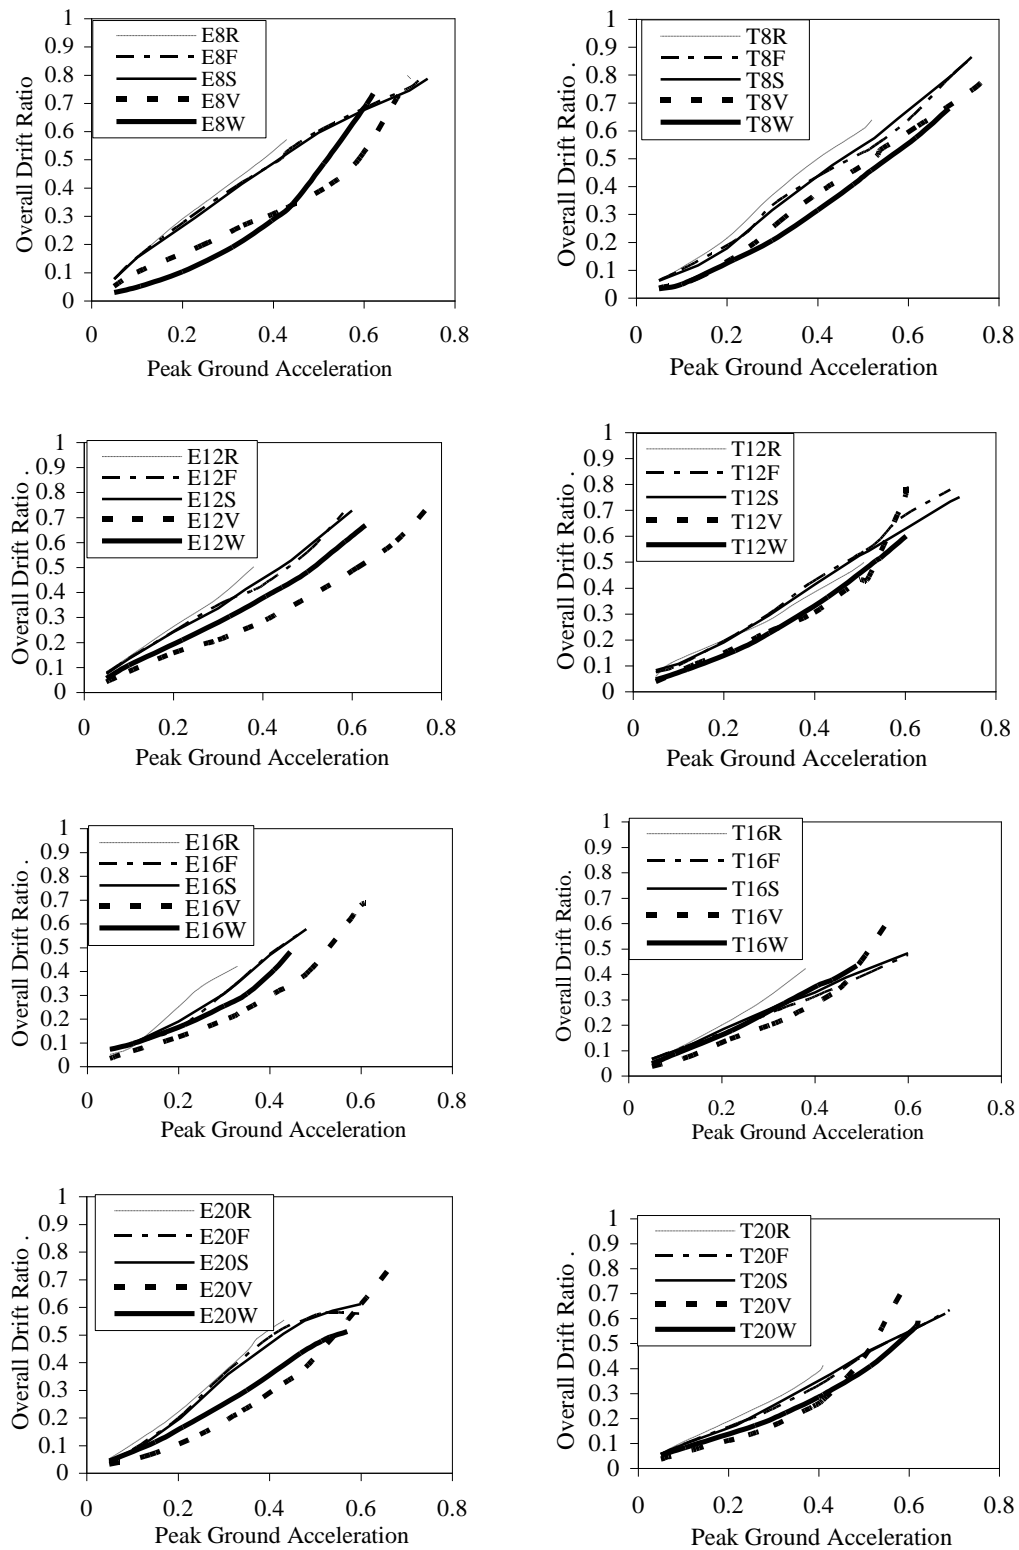 1
0.9
0.8
0.7
0.6
0.5
0.4
0.3
0.2
0.1
0
Overall Drift Ratio
E8R
E8F
E8S
E8V
E8W
0 0.2 0.4 0.6 0.8
Peak Ground Acceleration
1
0.9
0.8
0.7
0.6
0.5
0.4
0.3
0.2
0.1
0
Overall Drift Ratio .
T8R
T8F
T8S
T8V
T8W
0 0.2 0.4 0.6 0.8
Peak Ground Acceleration
1
0.9
0.8
0.7
0.6
0.5
0.4
0.3
0.2
0.1
0
Overall Drift Ratio .
E12R
E12F
E12S
E12V
E12W
0 0.2 0.4 0.6 0.8
Peak Ground Acceleration
1
0.9
0.8
0.7
0.6
0.5
0.4
0.3
0.2
0.1
0
Overall Drift Ratio .
T12R
T12F
T12S
T12V
T12W
0 0.2 0.4 0.6 0.8
Peak Ground Acceleration
1
0.9
0.8
0.7
0.6
0.5
0.4
0.3
0.2
0.1
0
Overall Drift Ratio .
E16R
E16F
E16S
E16V
E16W
0 0.2 0.4 0.6 0.8
Peak Ground Acceleration
1
0.9
0.8
0.7
0.6
0.5
0.4
0.3
0.2
0.1
0
Overall Drift Ratio.
T16R
T16F
T16S
T16V
T16W
0 0.2 0.4 0.6 0.8
Peak Ground Acceleration
1
0.9
0.8
0.7
0.6
0.5
0.4
0.3
0.2
0.1
0
Overall Drift Ratio .
E20R
E20F
E20S
E20V
E20W
0 0.2 0.4 0.6 0.8
Peak Ground Acceleration
1
0.9
0.8
0.7
0.6
0.5
0.4
0.3
0.2
0.1
0
Overall Drift Ratio .
T20R
T20F
T20S
T20V
T20W
0 0.2 0.4 0.6 0.8
Peak Ground Acceleration